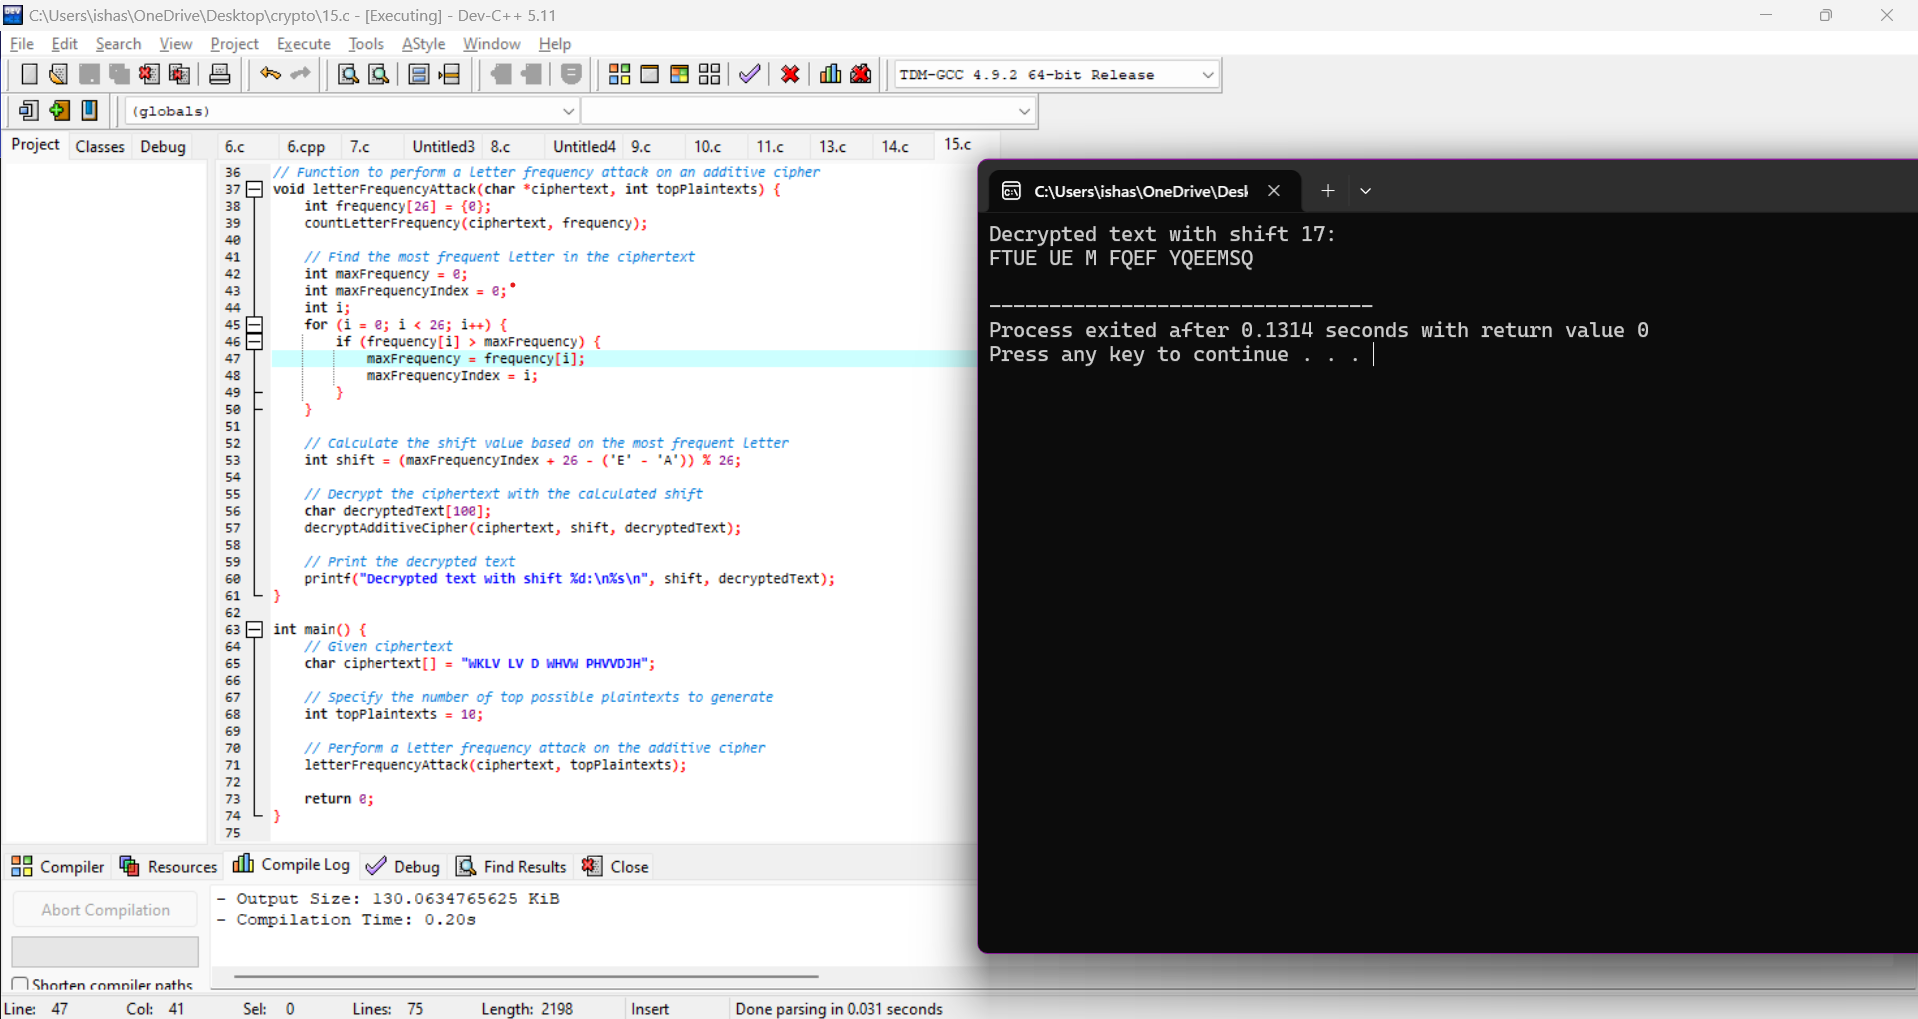 C:\Users\ishas\OneDrive\Desktop\crypto\15.c - [Executing] - Dev-C++ 5.11
File Edit Search View Project Execute Tools AStyle Window Help
TDM-GCC 4.9.2 64-bit Release
(globals)
Project Classes Debug
6.c 6.cpp 7.c Untitled3 8.c Untitled4 9.c 10.c 11.c 13.c 14.c 15.c
36 // Function to perform a letter frequency attack on an additive cipher
37 void letterFrequencyAttack(char *ciphertext, int topPlaintexts) {
38 int frequency[26] = {0};
39 countLetterFrequency(ciphertext, frequency);
40
41 // Find the most frequent letter in the ciphertext
42 int maxFrequency = 0;
43 int maxFrequencyIndex = 0;
44 int i;
45 for (i = 0; i < 26; i++) {
46 if (frequency[i] > maxFrequency) {
47 maxFrequency = frequency[i];
48 maxFrequencyIndex = i;
49 }
50 }
51
52 // Calculate the shift value based on the most frequent letter
53 int shift = (maxFrequencyIndex + 26 - ('E' - 'A')) % 26;
54
55 // Decrypt the ciphertext with the calculated shift
56 char decryptedText[100];
57 decryptAdditiveCipher(ciphertext, shift, decryptedText);
58
59 // Print the decrypted text
60 printf("Decrypted text with shift %d:\n%s\n", shift, decryptedText);
61 }
62
63 int main() {
64 // Given ciphertext
65 char ciphertext[] = "WKLV LV D WHVW PHVVDJH";
66
67 // Specify the number of top possible plaintexts to generate
68 int topPlaintexts = 10;
69
70 // Perform a letter frequency attack on the additive cipher
71 letterFrequencyAttack(ciphertext, topPlaintexts);
72
73 return 0;
74 }
75
C:\Users\ishas\OneDrive\Desk
Decrypted text with shift 17:
FTUE UE M FQEF YQEEMSQ
--------------------------------
Process exited after 0.1314 seconds with return value 0
Press any key to continue . . .
Compiler Resources Compile Log Debug Find Results Close
Abort Compilation
Shorten compiler paths
- Output Size: 130.0634765625 KiB
- Compilation Time: 0.20s
Line: 47 Col: 41 Sel: 0 Lines: 75 Length: 2198 Insert Done parsing in 0.031 seconds